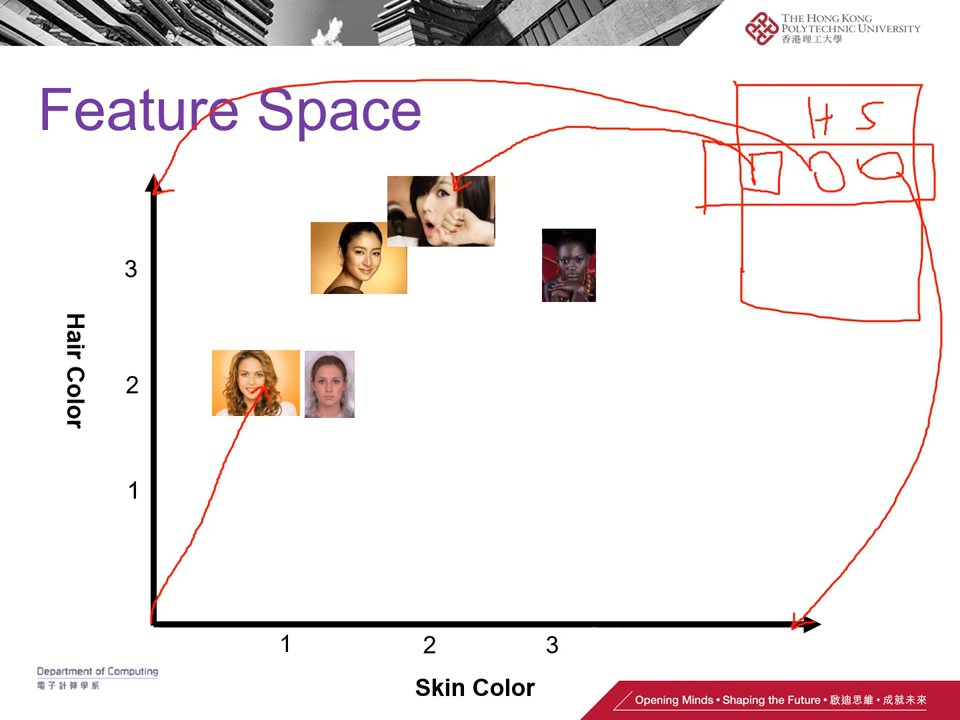 THE HONG KONG
POLYTECHNIC UNIVERSITY
香港理工大學
Feature Space
H S
3
2
1
Hair Color
1 2 3
Skin Color
Department of Computing
電子計算學系
Opening Minds • Shaping the Future • 啟迪思維 • 成就未來